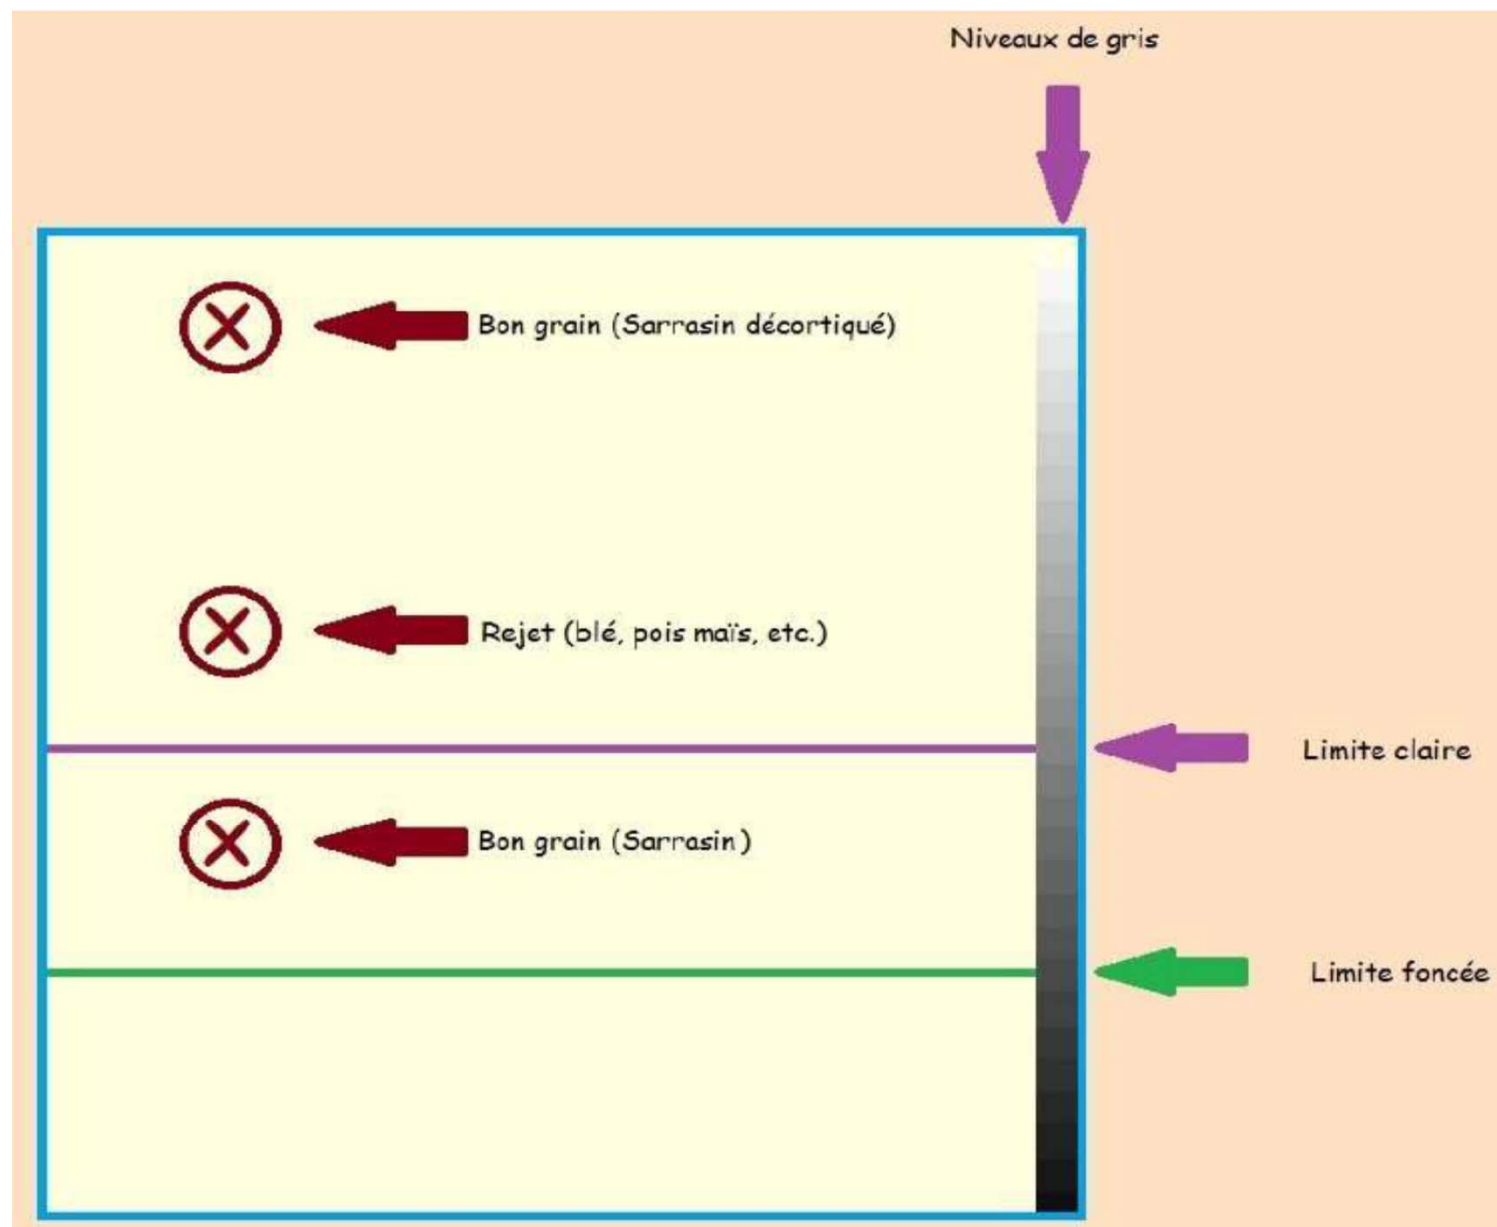 Niveaux de gris
Bon grain (Sarrasin décortiqué)
Rejet (blé, pois maïs, etc.)
Limite claire
Bon grain (Sarrasin)
Limite foncée